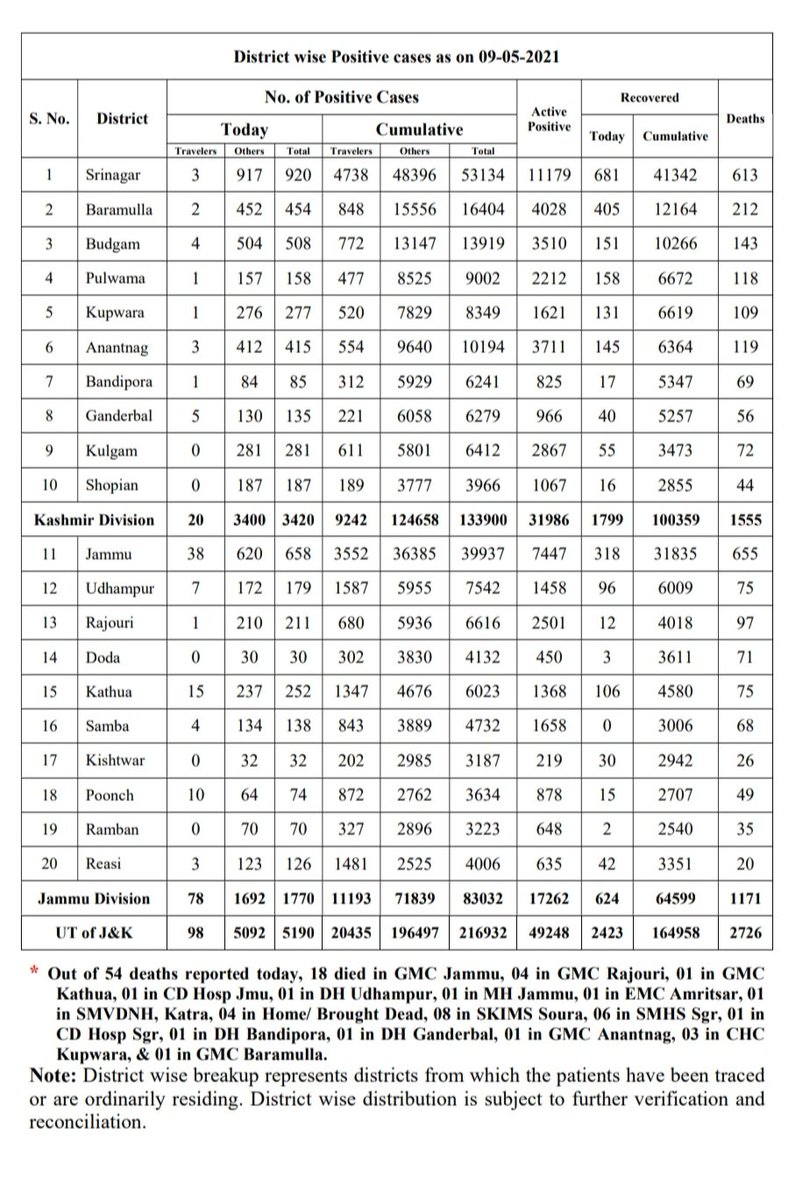 District wise Positive cases as on 09-05-2021
S. No. District No. of Positive Cases Active Positive Recovered Deaths
Today Cumulative Today Cumulative
Travelers Others Total Travelers Others Total
1 Srinagar 3 917 920 4738 48396 53134 11179 681 41342 613
2 Baramulla 2 452 454 848 15556 16404 4028 405 12164 212
3 Budgam 4 504 508 772 13147 13919 3510 151 10266 143
4 Pulwama 1 157 158 477 8525 9002 2212 158 6672 118
5 Kupwara 1 276 277 520 7829 8349 1621 131 6619 109
6 Anantnag 3 412 415 554 9640 10194 3711 145 6364 119
7 Bandipora 1 84 85 312 5929 6241 825 17 5347 69
8 Ganderbal 5 130 135 221 6058 6279 966 40 5257 56
9 Kulgam 0 281 281 611 5801 6412 2867 55 3473 72
10 Shopian 0 187 187 189 3777 3966 1067 16 2855 44
Kashmir Division 20 3400 3420 9242 124658 133900 31986 1799 100359 1555
11 Jammu 38 620 658 3552 36385 39937 7447 318 31835 655
12 Udhampur 7 172 179 1587 5955 7542 1458 96 6009 75
13 Rajouri 1 210 211 680 5936 6616 2501 12 4018 97
14 Doda 0 30 30 302 3830 4132 450 3 3611 71
15 Kathua 15 237 252 1347 4676 6023 1368 106 4580 75
16 Samba 4 134 138 843 3889 4732 1658 0 3006 68
17 Kishtwar 0 32 32 202 2985 3187 219 30 2942 26
18 Poonch 10 64 74 872 2762 3634 878 15 2707 49
19 Ramban 0 70 70 327 2896 3223 648 2 2540 35
20 Reasi 3 123 126 1481 2525 4006 635 42 3351 20
Jammu Division 78 1692 1770 11193 71839 83032 17262 624 64599 1171
UT of J&K 98 5092 5190 20435 196497 216932 49248 2423 164958 2726
* Out of 54 deaths reported today, 18 died in GMC Jammu, 04 in GMC Rajouri, 01 in GMC
Kathua, 01 in CD Hosp Jmu, 01 in DH Udhampur, 01 in MH Jammu, 01 in EMC Amritsar, 01
in SMVDNH, Katra, 04 in Home/ Brought Dead, 08 in SKIMS Soura, 06 in SMHS Sgr, 01 in
CD Hosp Sgr, 01 in DH Bandipora, 01 in DH Ganderbal, 01 in GMC Anantnag, 03 in CHC
Kupwara, & 01 in GMC Baramulla.
Note: District wise breakup represents districts from which the patients have been traced
or are ordinarily residing. District wise distribution is subject to further verification and
reconciliation.